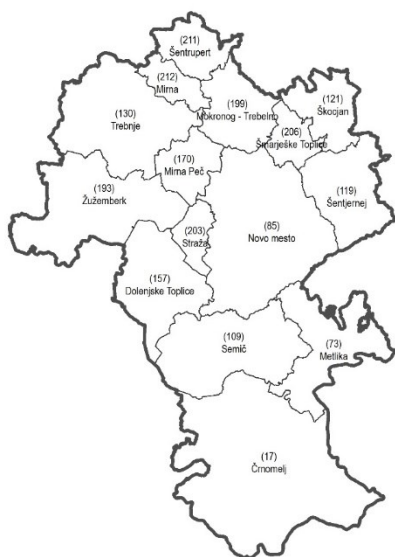 (211)
Šentrupert
(212)
Mirna
(130)
Trebnje
(199)
Mokronog - Trebelno
(121)
Škocjan
(206)
Šmarješke Toplice
(170)
Mirna Peč
(193)
Žužemberk
(119)
Šentjernej
(203)
Straža
(85)
Novo mesto
(157)
Dolenjske Toplice
(109)
Semič
(73)
Metlika
(17)
Črnomelj